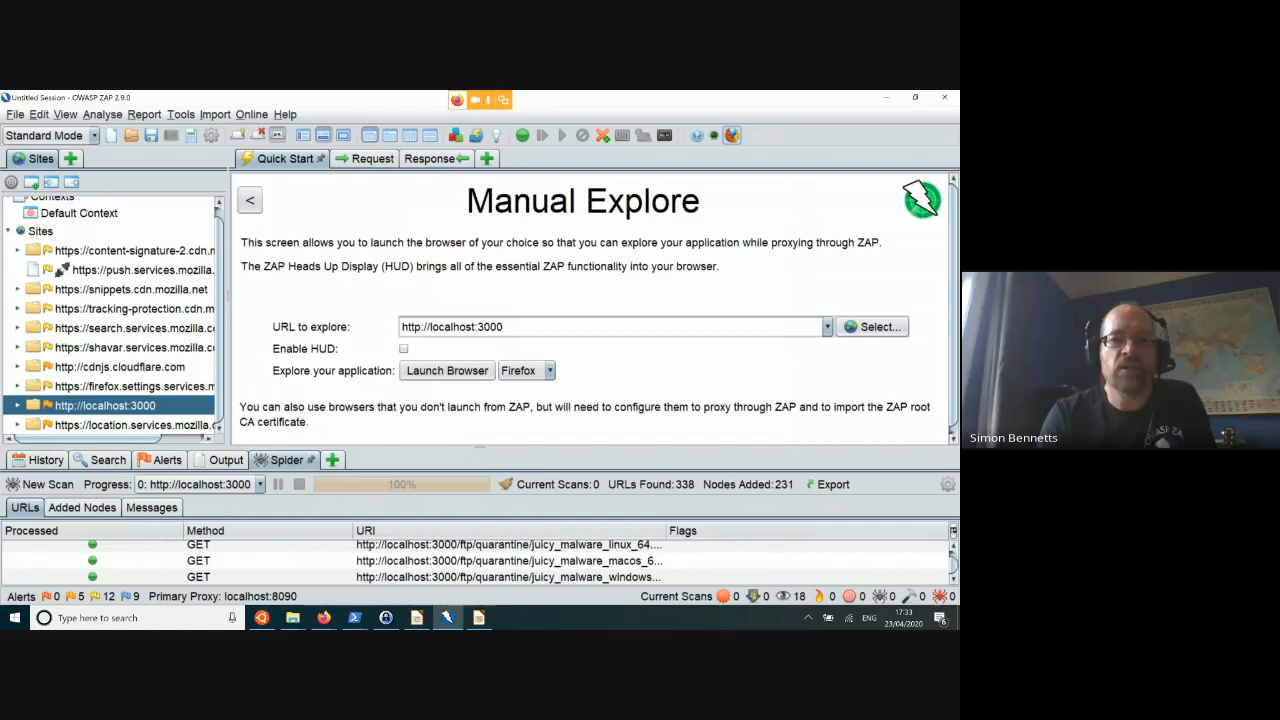 Untitled Session - OWASP ZAP 2.9.0
File Edit View Analyse Report Tools Import Online Help
Standard Mode
Sites
Quick Start Request Response
Contexts
Default Context
Sites
https://content-signature-2.cdn.m
https://push.services.mozilla.
https://snippets.cdn.mozilla.net
https://tracking-protection.cdn.m
https://search.services.mozilla.co
https://shavar.services.mozilla.co
http://cdnjs.cloudflare.com
https://firefox.settings.services.m
http://localhost:3000
https://location.services.mozilla.c
<
Manual Explore
This screen allows you to launch the browser of your choice so that you can explore your application while proxying through ZAP.
The ZAP Heads Up Display (HUD) brings all of the essential ZAP functionality into your browser.
URL to explore: http://localhost:3000 Select...
Enable HUD:
Explore your application: Launch Browser Firefox
You can also use browsers that you don't launch from ZAP, but will need to configure them to proxy through ZAP and to import the ZAP root
CA certificate.
History Search Alerts Output Spider
New Scan Progress: 0: http://localhost:3000 100% Current Scans:0 URLs Found:338 Nodes Added:231 Export
URLs Added Nodes Messages
Processed Method URI Flags
GET http://localhost:3000/ftp/quarantine/juicy_malware_linux_64....
GET http://localhost:3000/ftp/quarantine/juicy_malware_macos_6...
GET http://localhost:3000/ftp/quarantine/juicy_malware_windows...
Alerts 0 5 12 9 Primary Proxy: localhost:8090 Current Scans 0 0 18 0 0 0 0 0
Type here to search
ENG
17:33
23/04/2020
6
Simon Bennetts